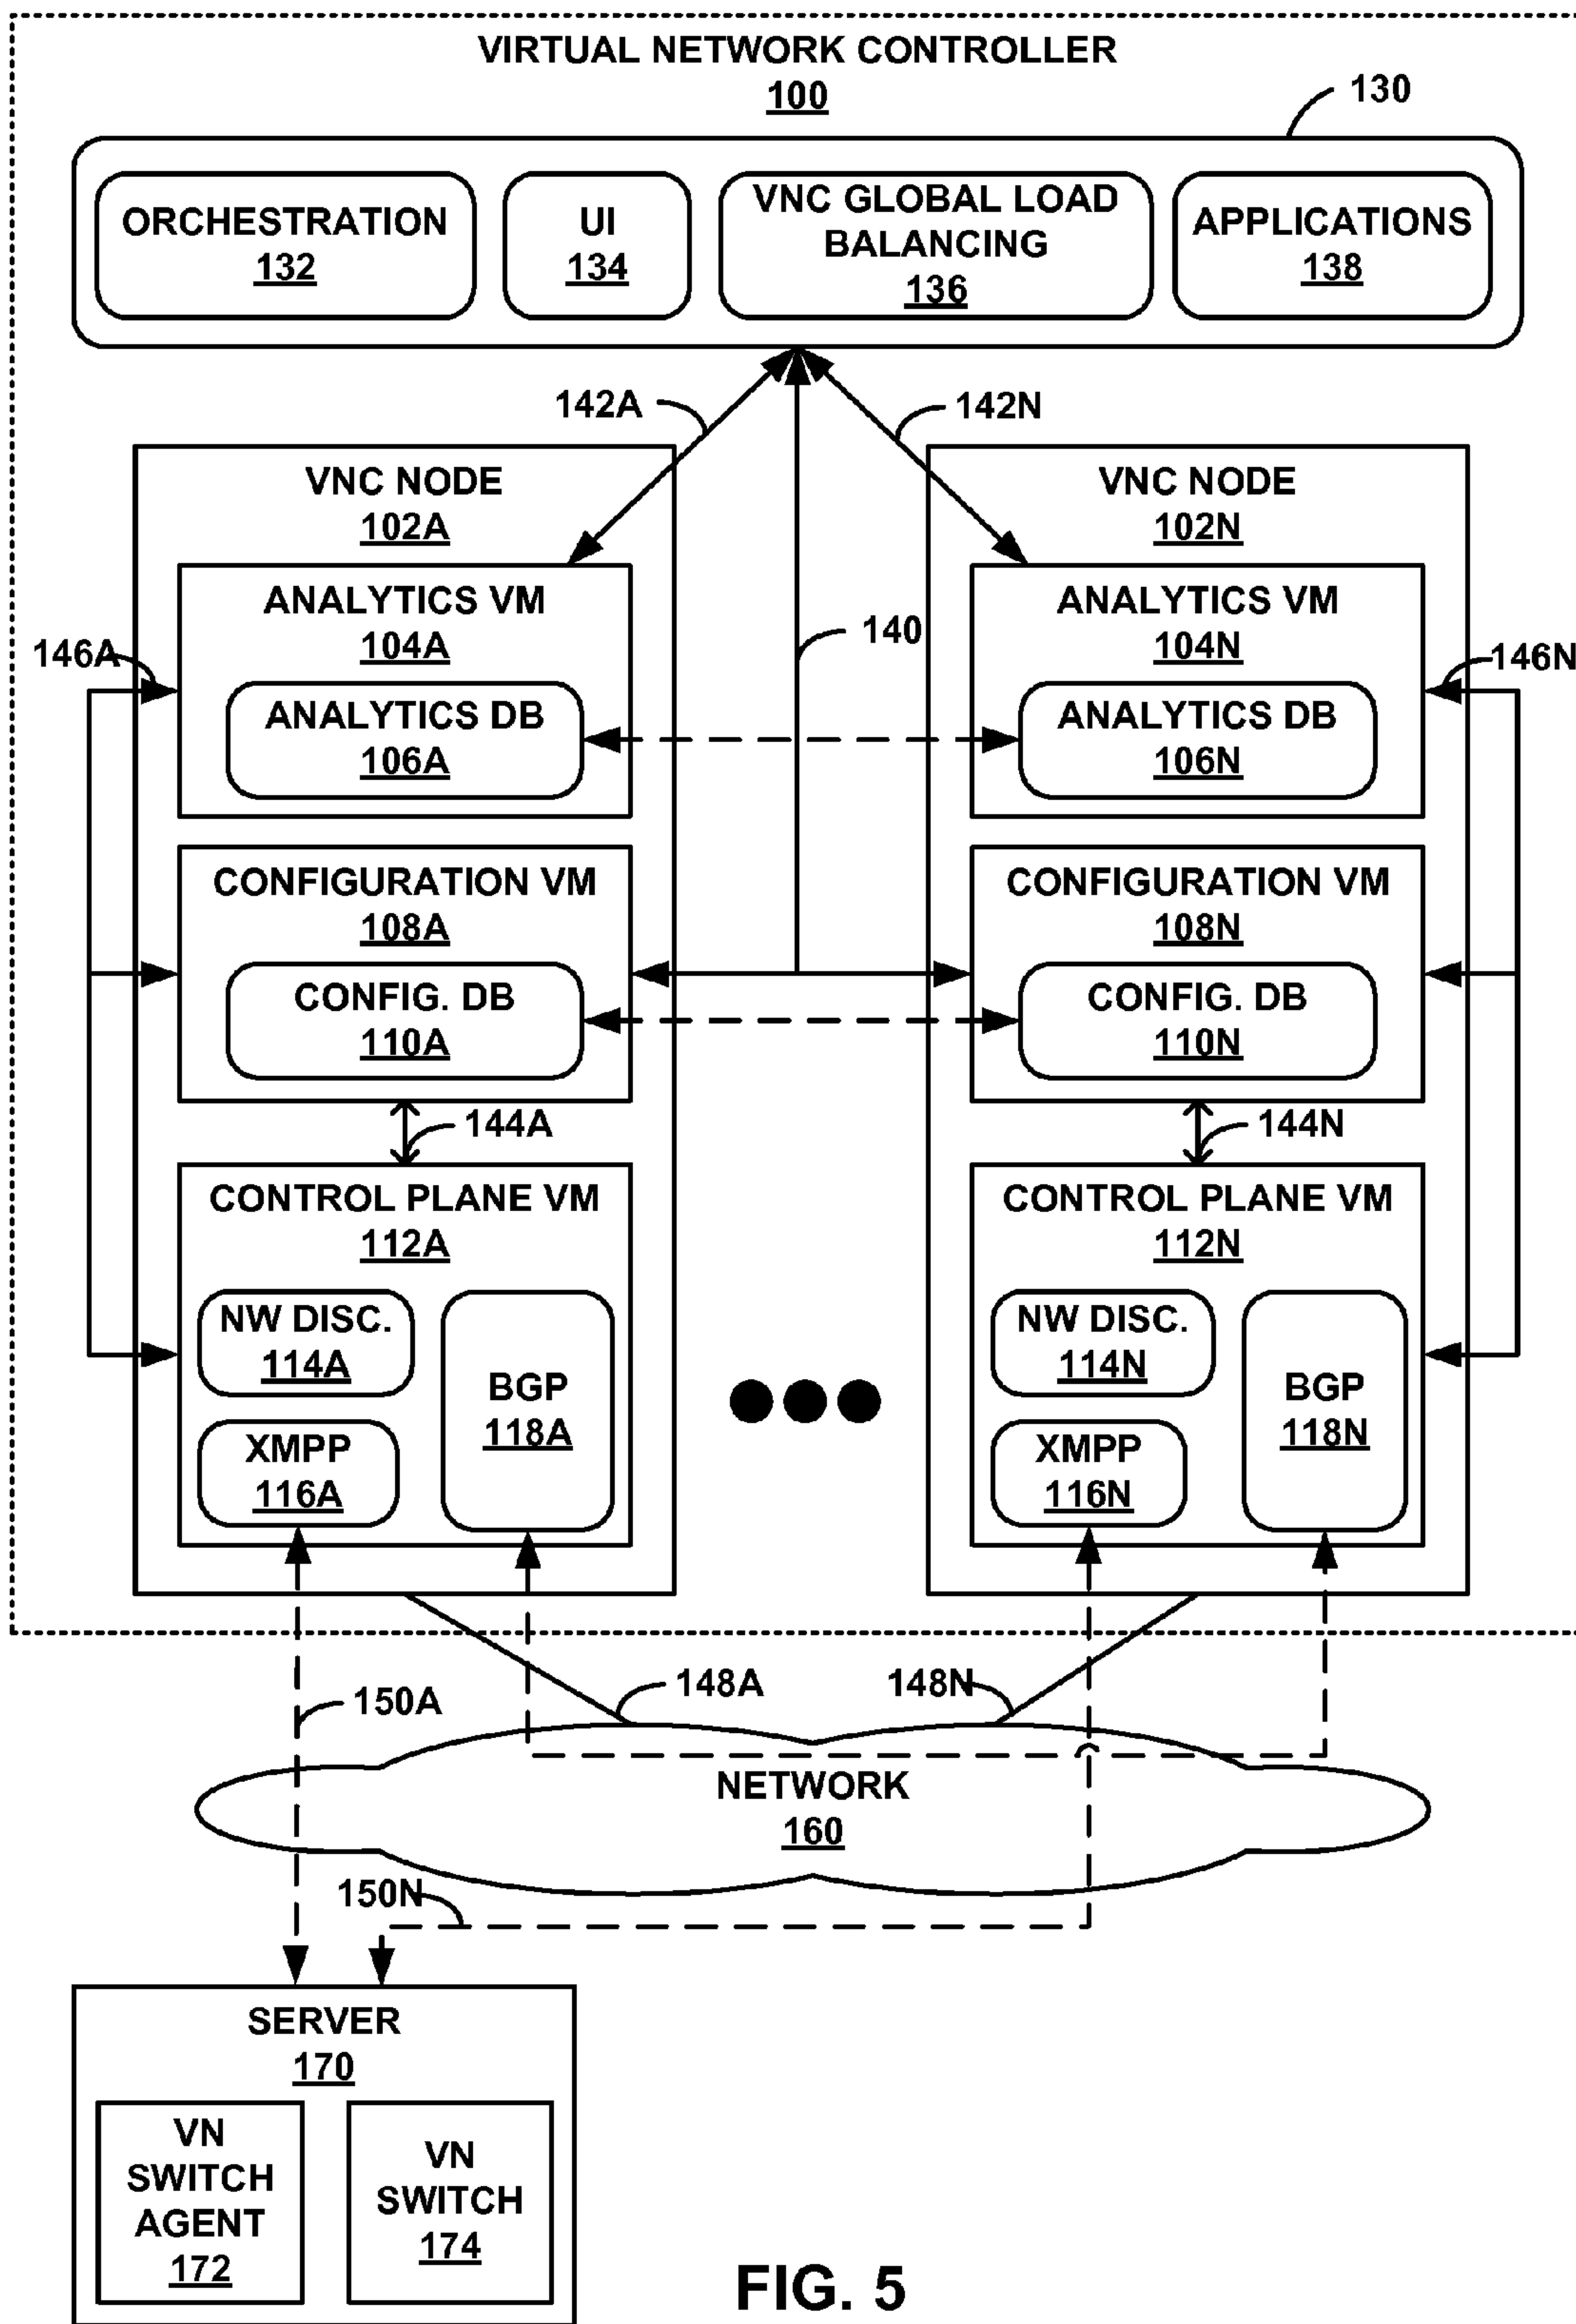 VIRTUAL NETWORK CONTROLLER
100
130
ORCHESTRATION
132
UI
134
VNC GLOBAL LOAD
BALANCING
136
APPLICATIONS
138
142A
142N
VNC NODE
102A
ANALYTICS VM
104A
146A
ANALYTICS DB
106A
140
VNC NODE
102N
ANALYTICS VM
104N
146N
ANALYTICS DB
106N
CONFIGURATION VM
108A
CONFIG. DB
110A
CONFIGURATION VM
108N
CONFIG. DB
110N
144A
144N
CONTROL PLANE VM
112A
NW DISC.
114A
BGP
118A
XMPP
116A
CONTROL PLANE VM
112N
NW DISC.
114N
BGP
118N
XMPP
116N
150A
148A
148N
NETWORK
160
150N
SERVER
170
VN
SWITCH
AGENT
172
VN
SWITCH
174
FIG. 5